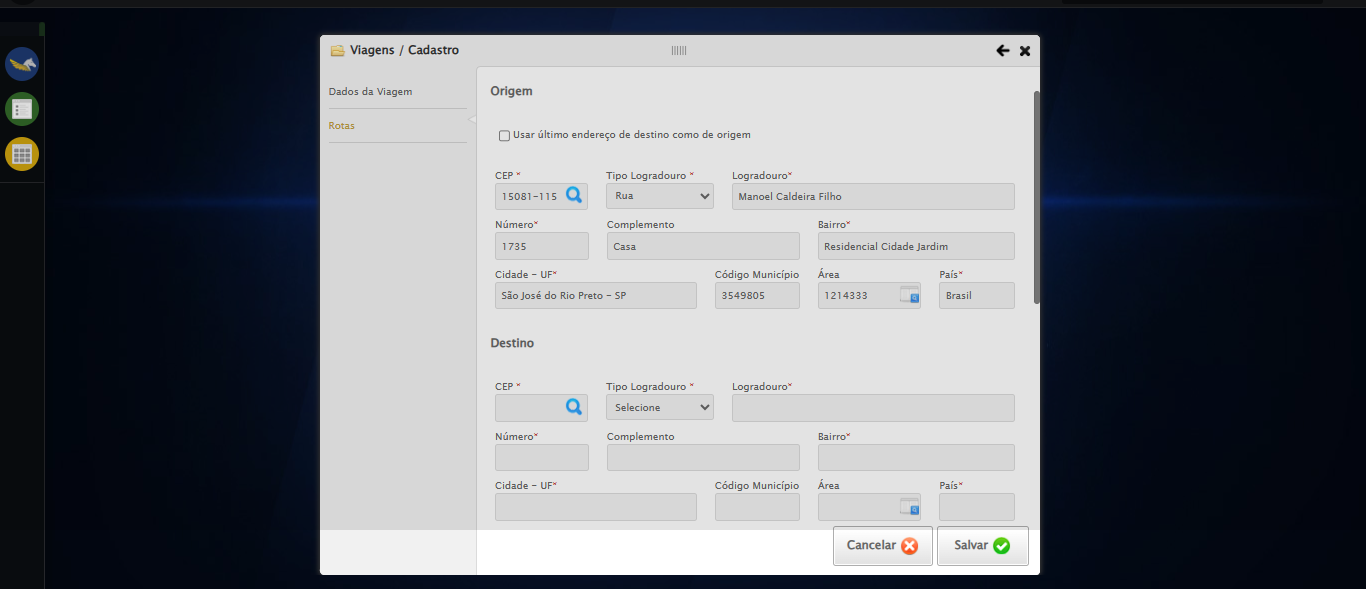 Viagens / Cadastro
Dados da Viagem
Rotas
Origem
Usar último endereço de destino como de origem
CEP * Tipo Logradouro * Logradouro*
15081-115 Rua Manoel Caldeira Filho
Número* Complemento Bairro*
1735 Casa Residencial Cidade Jardim
Cidade - UF* Código Município Área País*
São José do Rio Preto - SP 3549805 1214333 Brasil
Destino
CEP * Tipo Logradouro * Logradouro*
Selecione
Número* Complemento Bairro*
Cidade - UF* Código Município Área País*
Cancelar Salvar